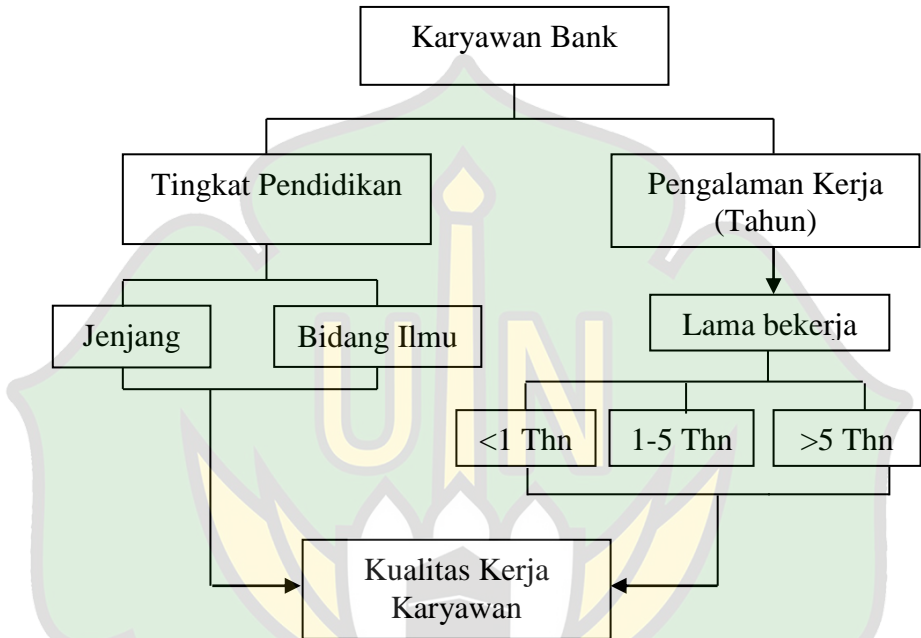 Karyawan Bank
Tingkat Pendidikan
Pengalaman Kerja
(Tahun)
Jenjang
Bidang Ilmu
Lama bekerja
<1 Thn
1-5 Thn
>5 Thn
UIN
Kualitas Kerja
Karyawan